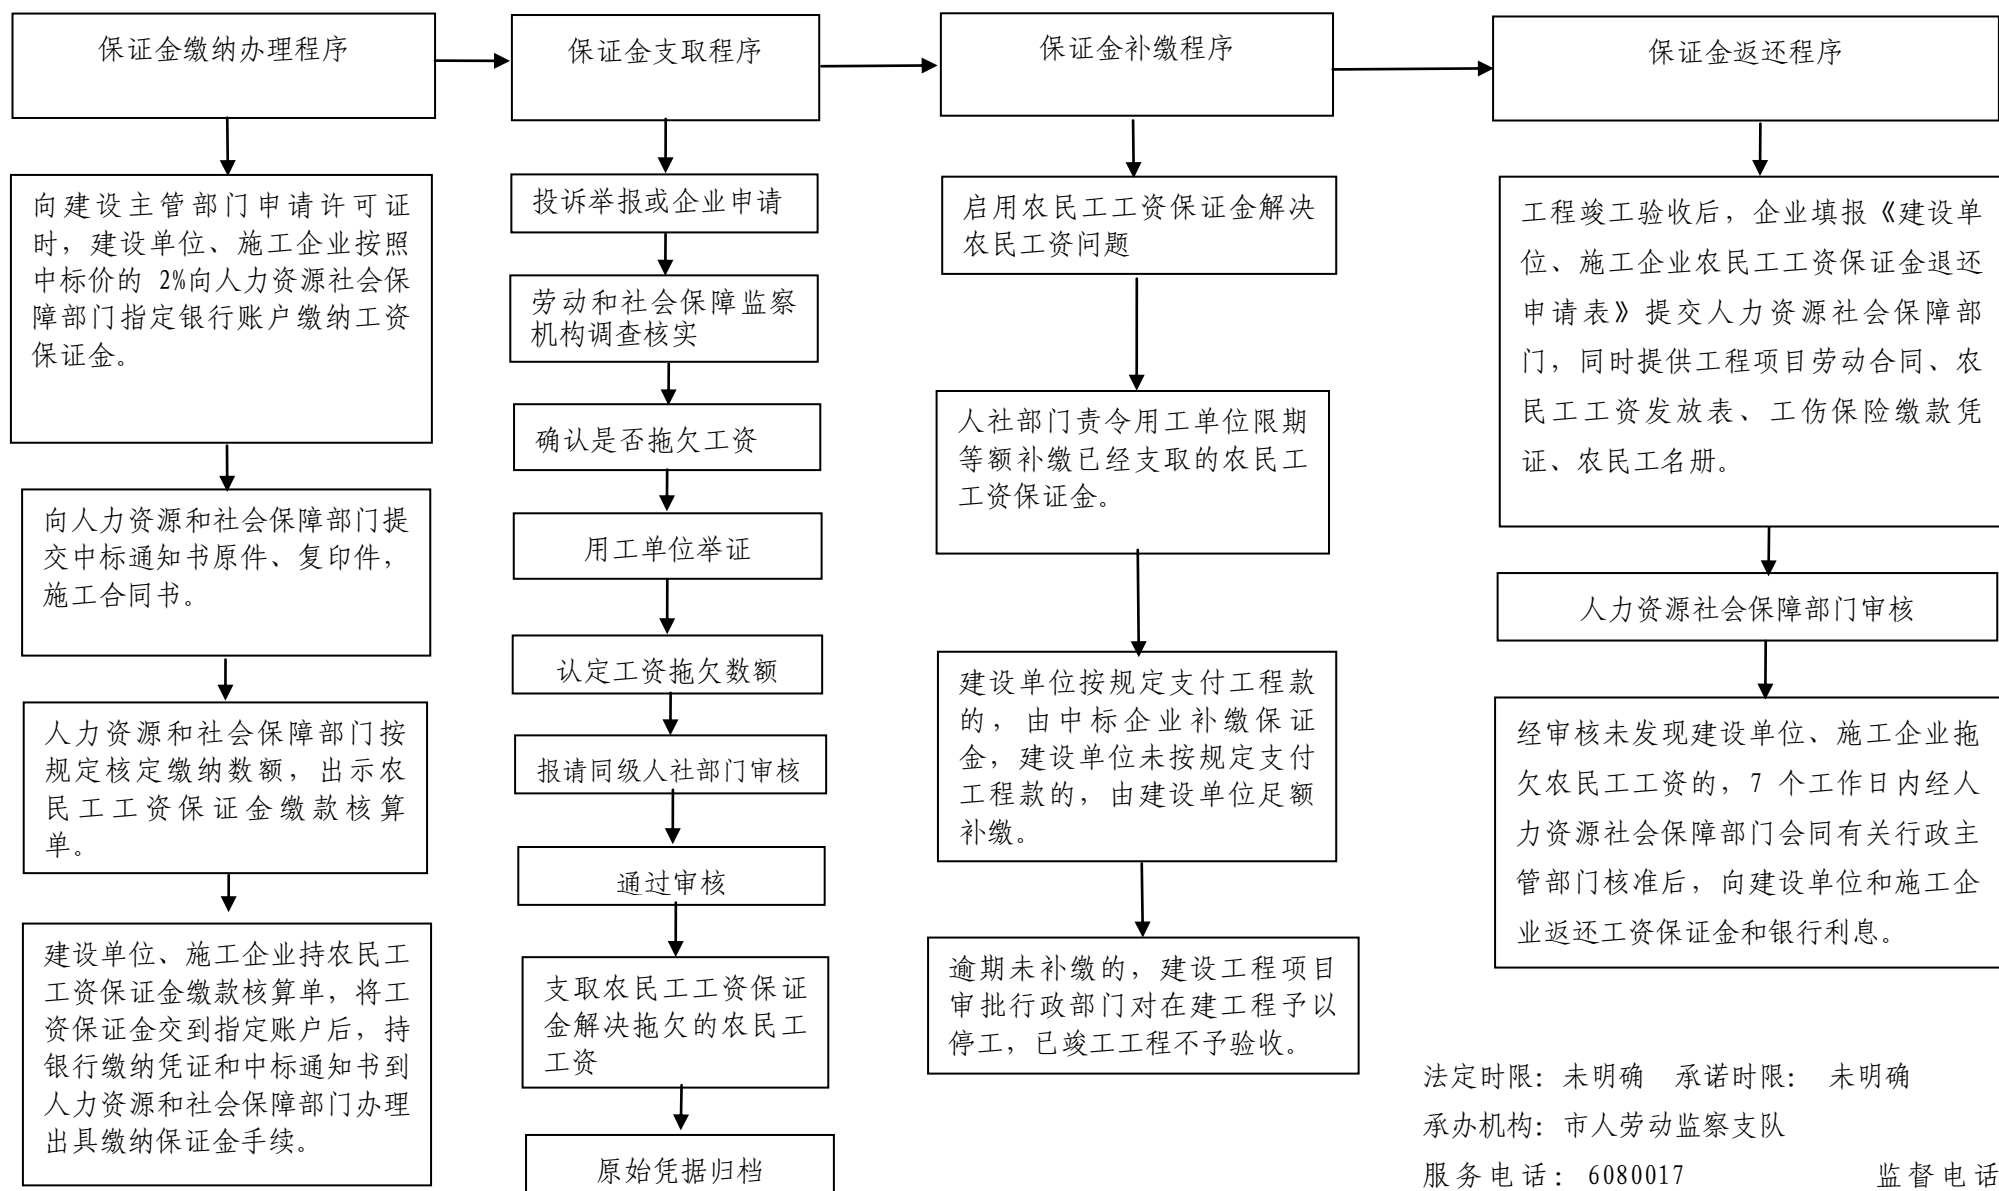 保证金缴纳办理程序
向建设主管部门申请许可证
时，建设单位、施工企业按照
中标价的 2%向人力资源社会保
障部门指定银行账户缴纳工资
保证金。
向人力资源和社会保障部门提
交中标通知书原件、复印件，
施工合同书。
人力资源和社会保障部门按
规定核定缴纳数额，出示农
民工工资保证金缴款核算
单。
建设单位、施工企业持农民工
工资保证金缴款核算单，将工
资保证金交到指定账户后，持
银行缴纳凭证和中标通知书到
人力资源和社会保障部门办理
出具缴纳保证金手续。
保证金支取程序
投诉举报或企业申请
劳动和社会保障监察
机构调查核实
确认是否拖欠工资
用工单位举证
认定工资拖欠数额
报请同级人社部门审核
通过审核
支取农民工工资保证
金解决拖欠的农民工
工资
原始凭据归档
保证金补缴程序
启用农民工工资保证金解决
农民工资问题
人社部门责令用工单位限期
等额补缴已经支取的农民工
工资保证金。
建设单位按规定支付工程款
的，由中标企业补缴保证
金，建设单位未按规定支付
工程款的，由建设单位足额
补缴。
逾期未补缴的，建设工程项目
审批行政部门对在建工程予以
停工，已竣工工程不予验收。
保证金返还程序
工程竣工验收后，企业填报《建设单
位、施工企业农民工工资保证金退还
申请表》提交人力资源社会保障部
门，同时提供工程项目劳动合同、农
民工工资发放表、工伤保险缴款凭
证、农民工名册。
人力资源社会保障部门审核
经审核未发现建设单位、施工企业拖
欠农民工工资的，7 个工作日内经人
力资源社会保障部门会同有关行政主
管部门核准后，向建设单位和施工企
业返还工资保证金和银行利息。
法定时限：未明确 承诺时限： 未明确
承办机构：市人劳动监察支队
服务电话：6080017 监督电话